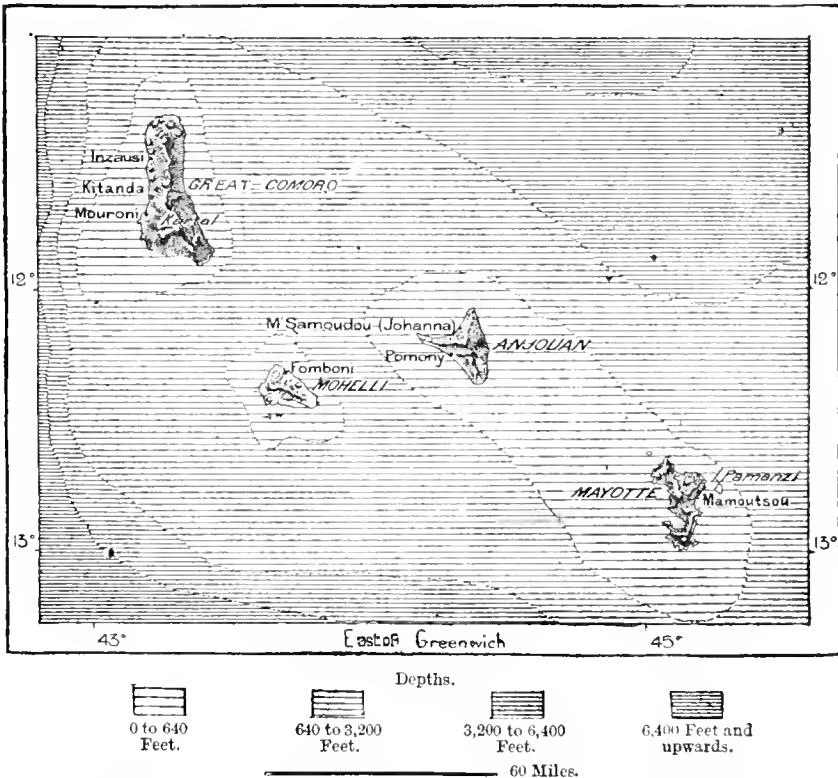 Inzausi
Kitanda
GREAT-COMORO
Mouroni
Kartal
12° 12°
M'Samoudou (Johanna)
ANJOUAN
Pomony
Fomboni
MOHELLI
Pamanzi
MAYOTTE
Mamoutsou
13° 13°
43° East of Greenwich 45°
Depths.
0 to 640 640 to 3,200 3,200 to 6,400 6,400 Feet and
Feet. Feet. Feet. upwards.
60 Miles.